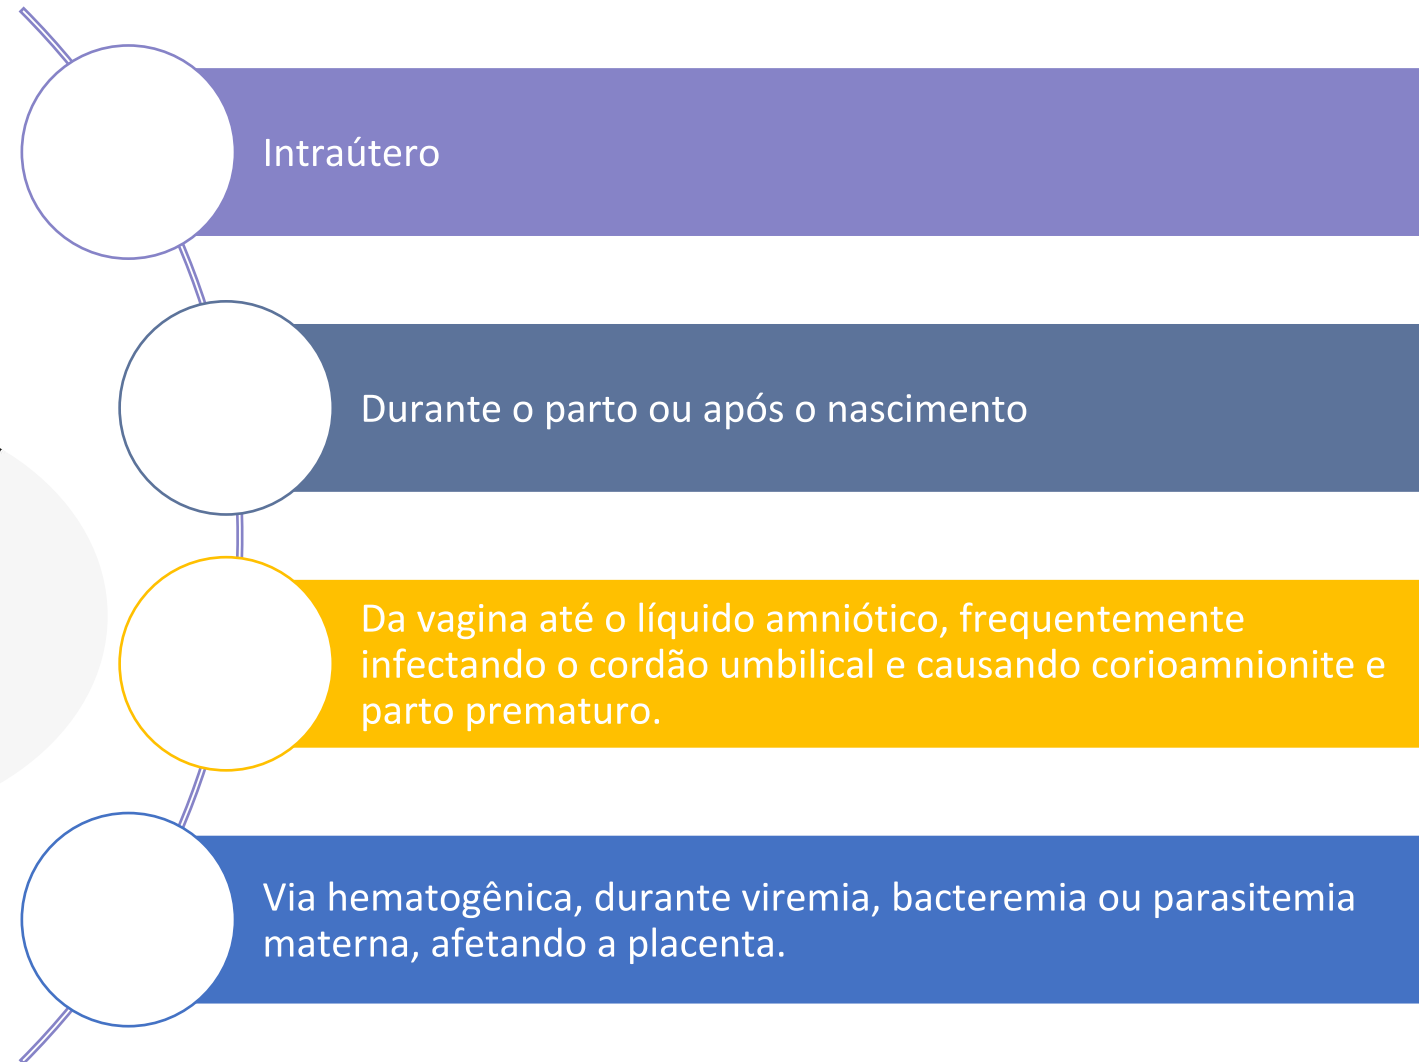 Intraútero
Durante o parto ou após o nascimento
Da vagina até o líquido amniótico, frequentemente
infectando o cordão umbilical e causando corioamnionite e
parto prematuro.
Via hematogênica, durante viremia, bacteremia ou parasitemia
materna, afetando a placenta.